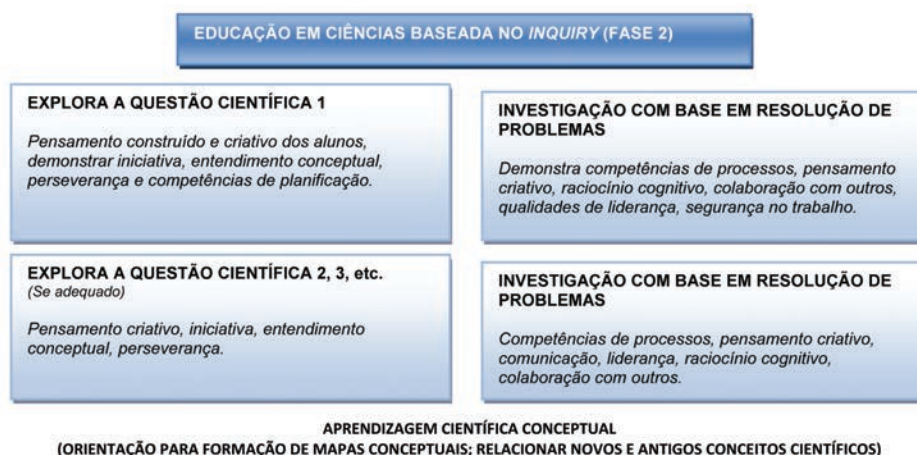 EDUCAÇÃO EM CIÊNCIAS BASEADA NO INQUIRY (FASE 2)
EXPLORA A QUESTÃO CIENTÍFICA 1
Pensamento construído e criativo dos alunos,
demonstrar iniciativa, entendimento conceptual,
perseverança e competências de planificação.
INVESTIGAÇÃO COM BASE EM RESOLUÇÃO DE
PROBLEMAS
Demonstra competências de processos, pensamento
criativo, raciocínio cognitivo, colaboração com outros,
qualidades de liderança, segurança no trabalho.
EXPLORA A QUESTÃO CIENTÍFICA 2, 3, etc.
(Se adequado)
Pensamento criativo, iniciativa, entendimento
conceptual, perseverança.
INVESTIGAÇÃO COM BASE EM RESOLUÇÃO DE
PROBLEMAS
Competências de processos, pensamento criativo,
comunicação, liderança, raciocínio cognitivo,
colaboração com outros.
APRENDIZAGEM CIENTÍFICA CONCEPTUAL
(ORIENTAÇÃO PARA FORMAÇÃO DE MAPAS CONCEPTUAIS; RELACIONAR NOVOS E ANTIGOS CONCEITOS CIENTÍFICOS)